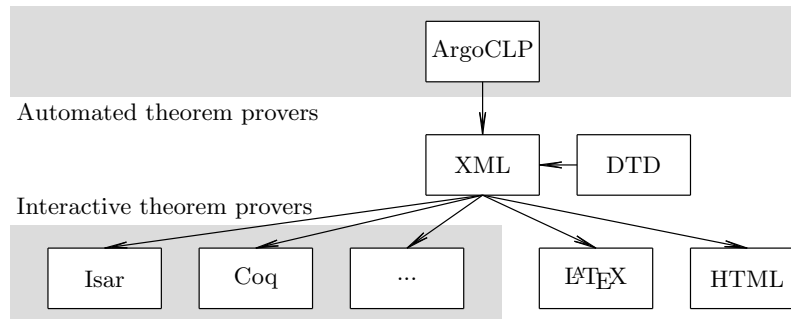 ArgoCLP
Automated theorem provers
XML
DTD
Interactive theorem provers
Isar
Coq
...
LATEX
HTML